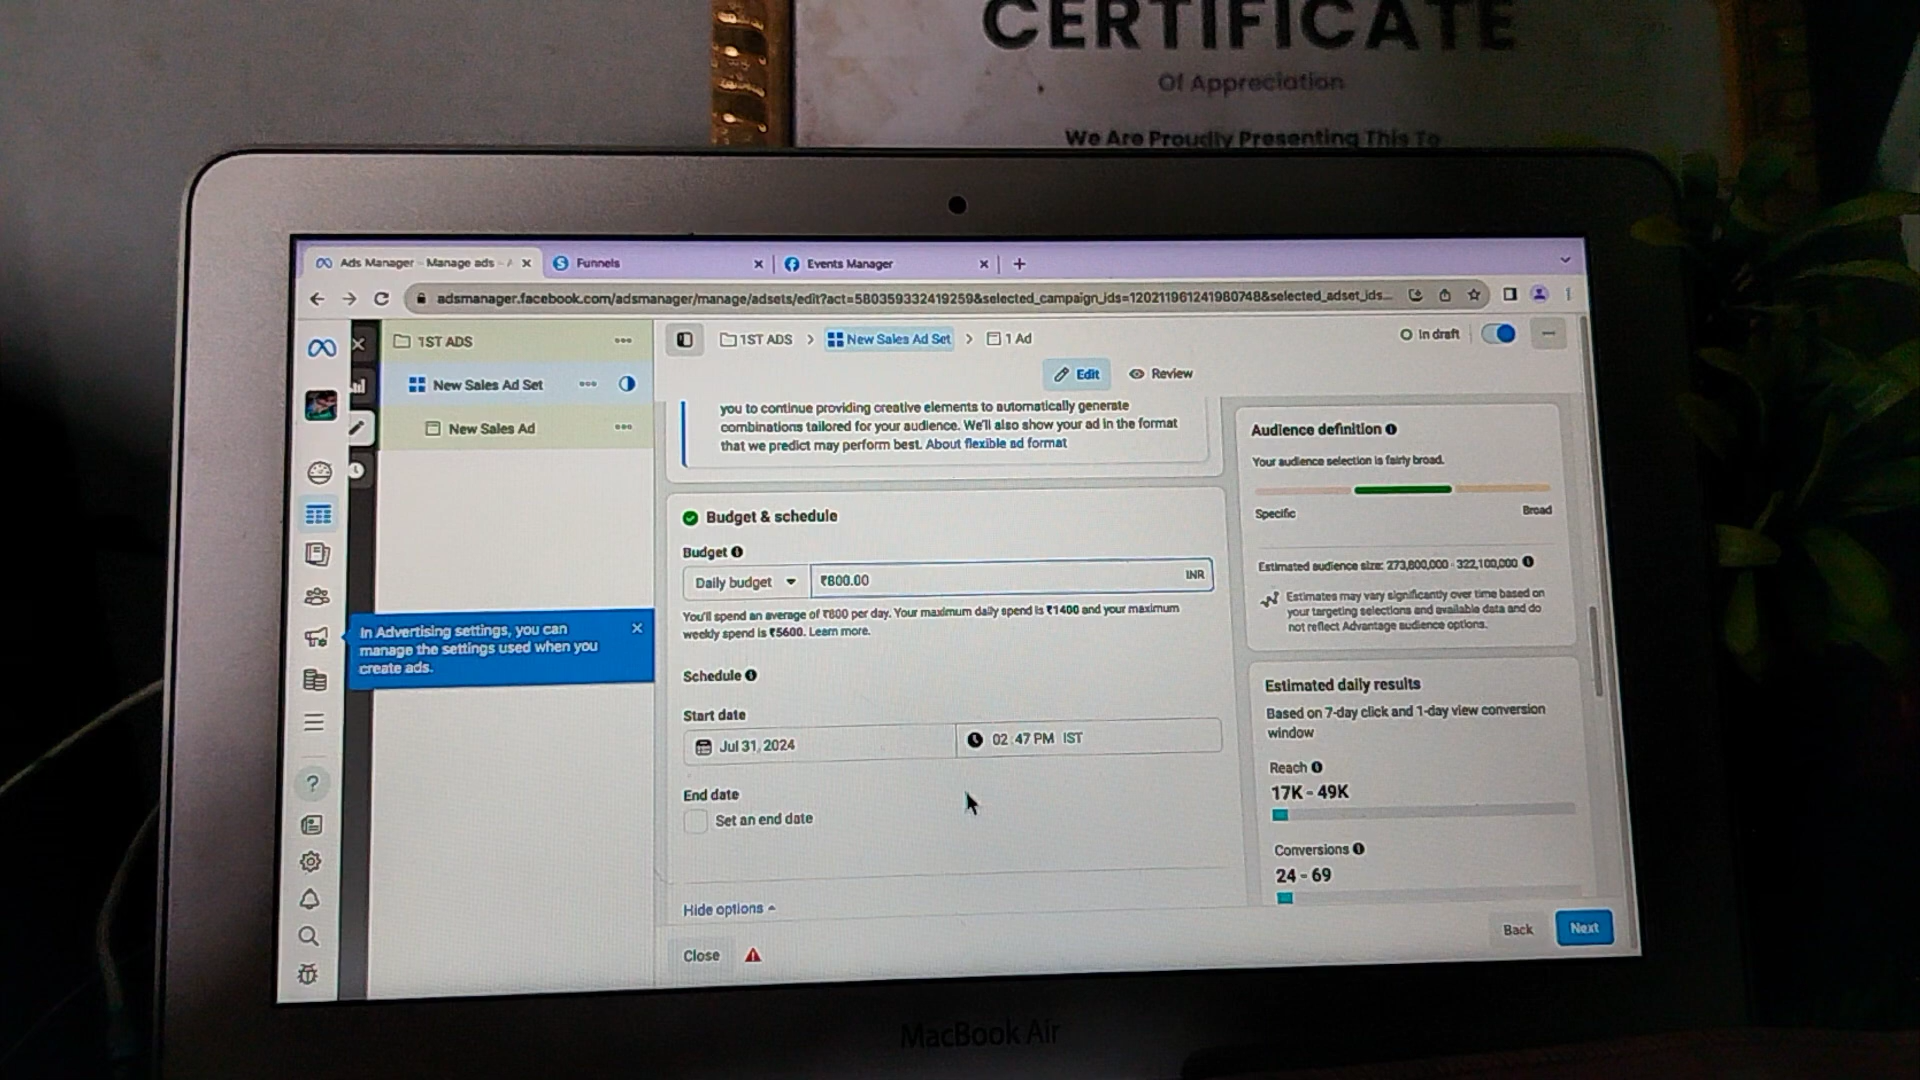 CERTIFICATE
Of Appreciation
We Are Proudly Presenting This To
Ads Manager - Manage ads - A
Funnels
Events Manager
adsmanager.facebook.com/adsmanager/manage/adsets/edit?act=580359332419259&selected_campaign_ids=120211961241980748&selected_adset_ids...
1ST ADS
New Sales Ad Set
New Sales Ad
1ST ADS > New Sales Ad Set > 1 Ad
In draft
Edit
Review
you to continue providing creative elements to automatically generate
combinations tailored for your audience. We'll also show your ad in the format
that we predict may perform best. About flexible ad format
Budget & schedule
Budget
Daily budget
₹800.00
INR
You'll spend an average of ₹800 per day. Your maximum daily spend is ₹1400 and your maximum
weekly spend is ₹5600. Learn more.
Schedule
Start date
Jul 31, 2024
02:47 PM IST
End date
Set an end date
Hide options
Close
In Advertising settings, you can
manage the settings used when you
create ads.
Audience definition
Your audience selection is fairly broad.
Specific
Broad
Estimated audience size: 273,800,000 - 322,100,000
Estimates may vary significantly over time based on
your targeting selections and available data and do
not reflect Advantage audience options.
Estimated daily results
Based on 7-day click and 1-day view conversion
window
Reach
17K - 49K
Conversions
24 - 69
Back
Next
MacBook Air